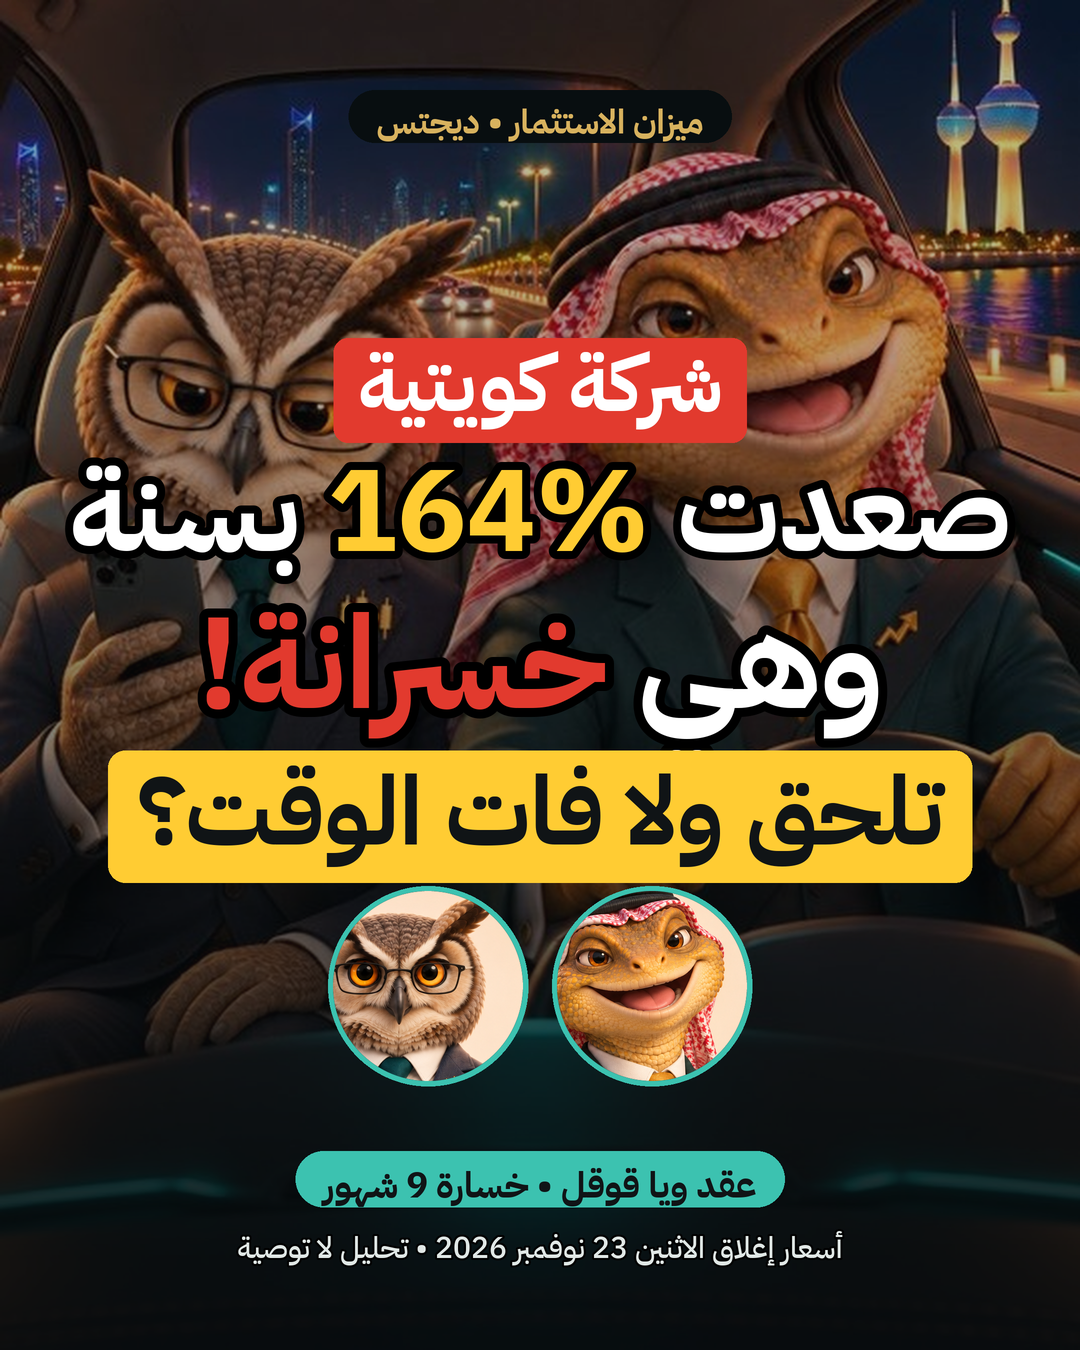 ميزان الاستثمار • ديجتس
شركة كويتية
صعدت 164% بسنة
وهي خسرانة!
تلحق ولا فات الوقت؟
عقد ويا قوقل • خسارة 9 شهور
أسعار إغلاق الاثنين 23 نوفمبر 2026 • تحليل لا توصية